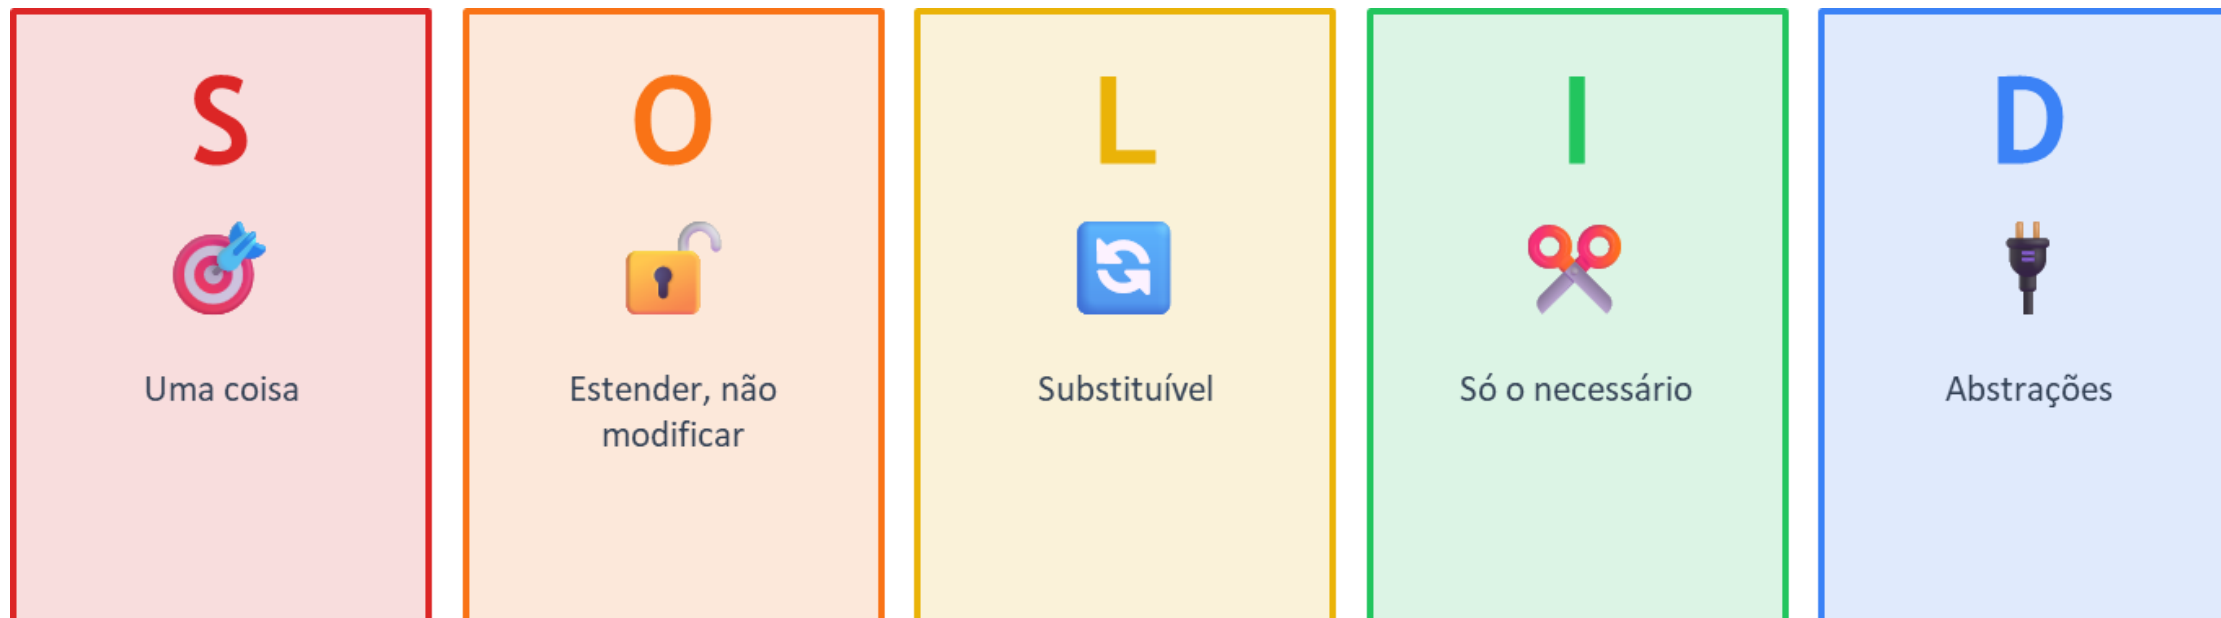 S
Uma coisa
O
Estender, não
modificar
L
Substituível
I
Só o necessário
D
Abstrações